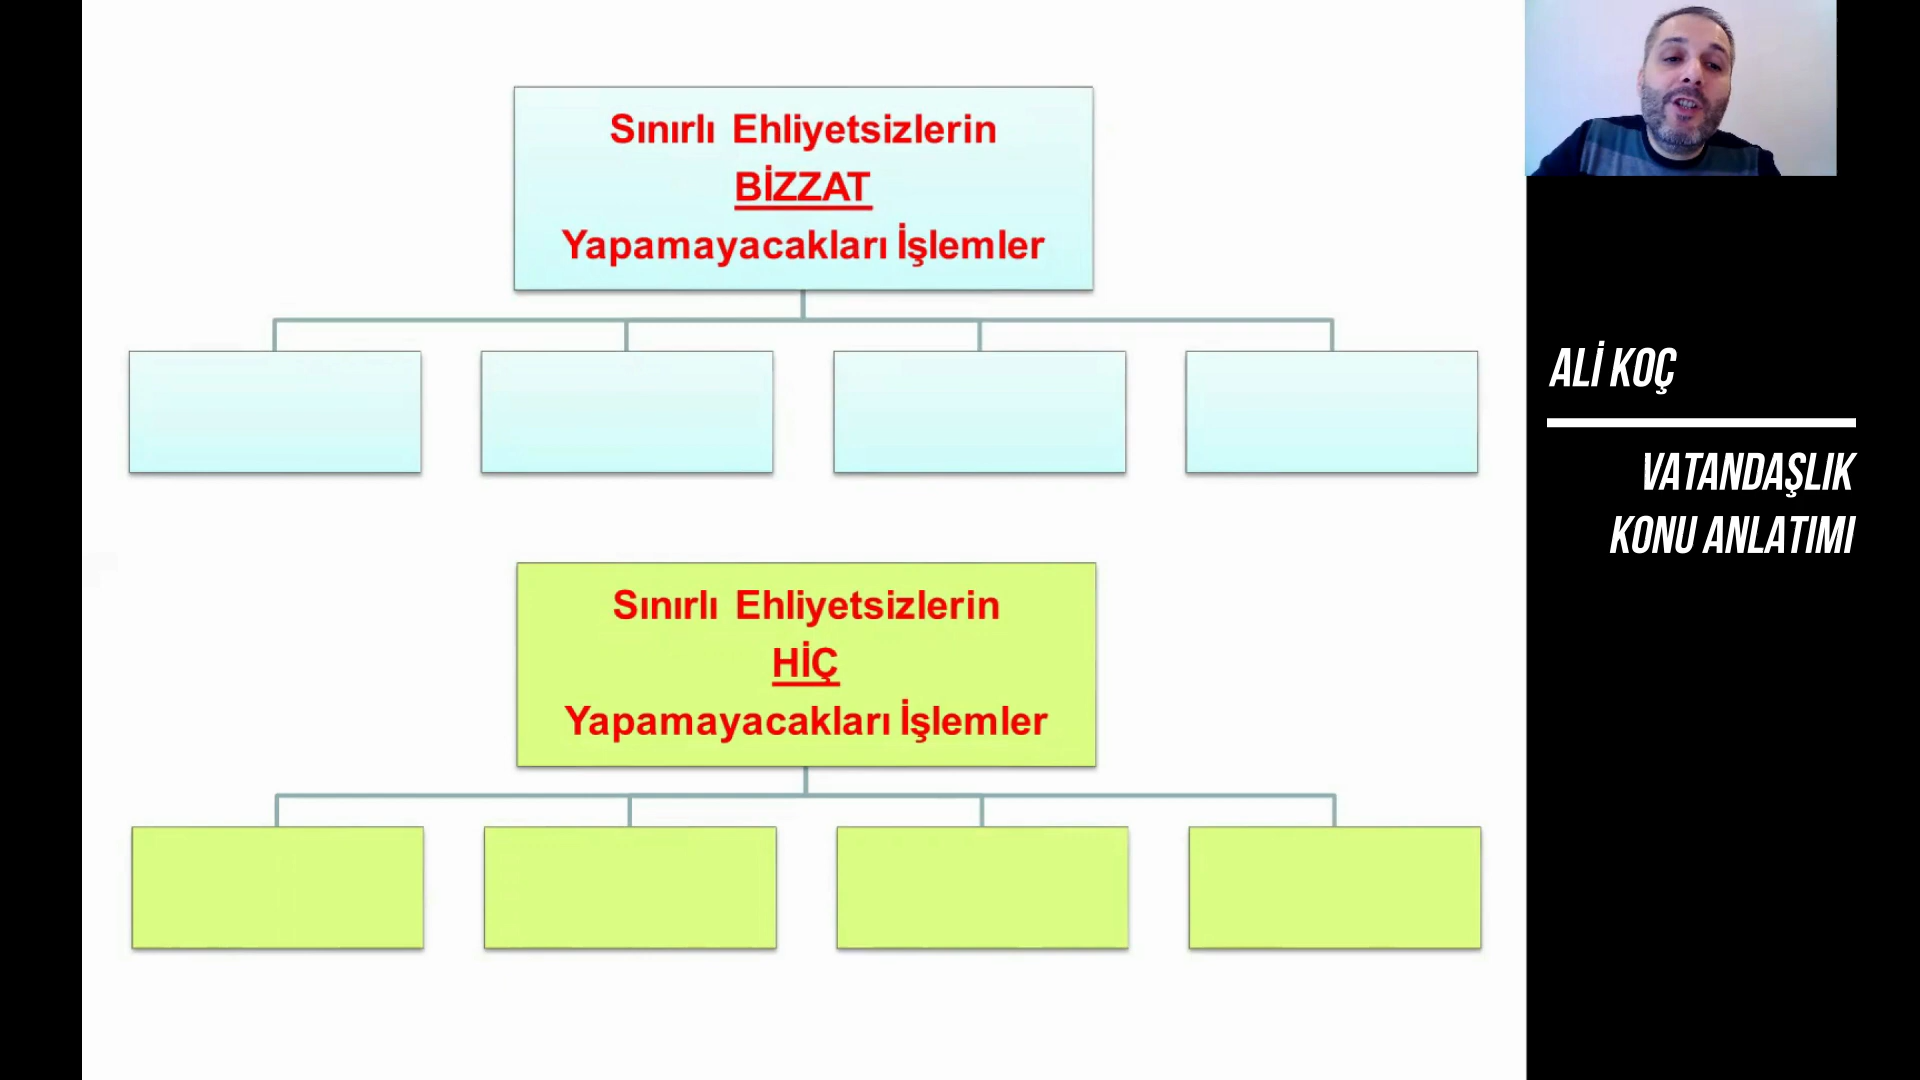 Sınırlı Ehliyetsizlerin
BİZZAT
Yapamayacakları İşlemler
Sınırlı Ehliyetsizlerin
HİÇ
Yapamayacakları İşlemler
ALİ KOÇ
VATANDAŞLIK
KONU ANLATIMI